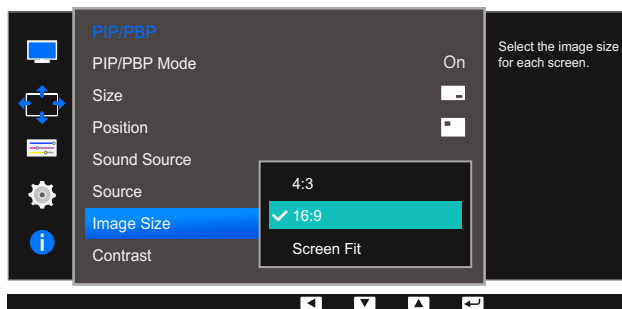 PIP/PBP
PIP/PBP Mode On
Size
Position
Sound Source
Source
Image Size
Contrast
4:3
16:9
Screen Fit
Select the image size
for each screen.